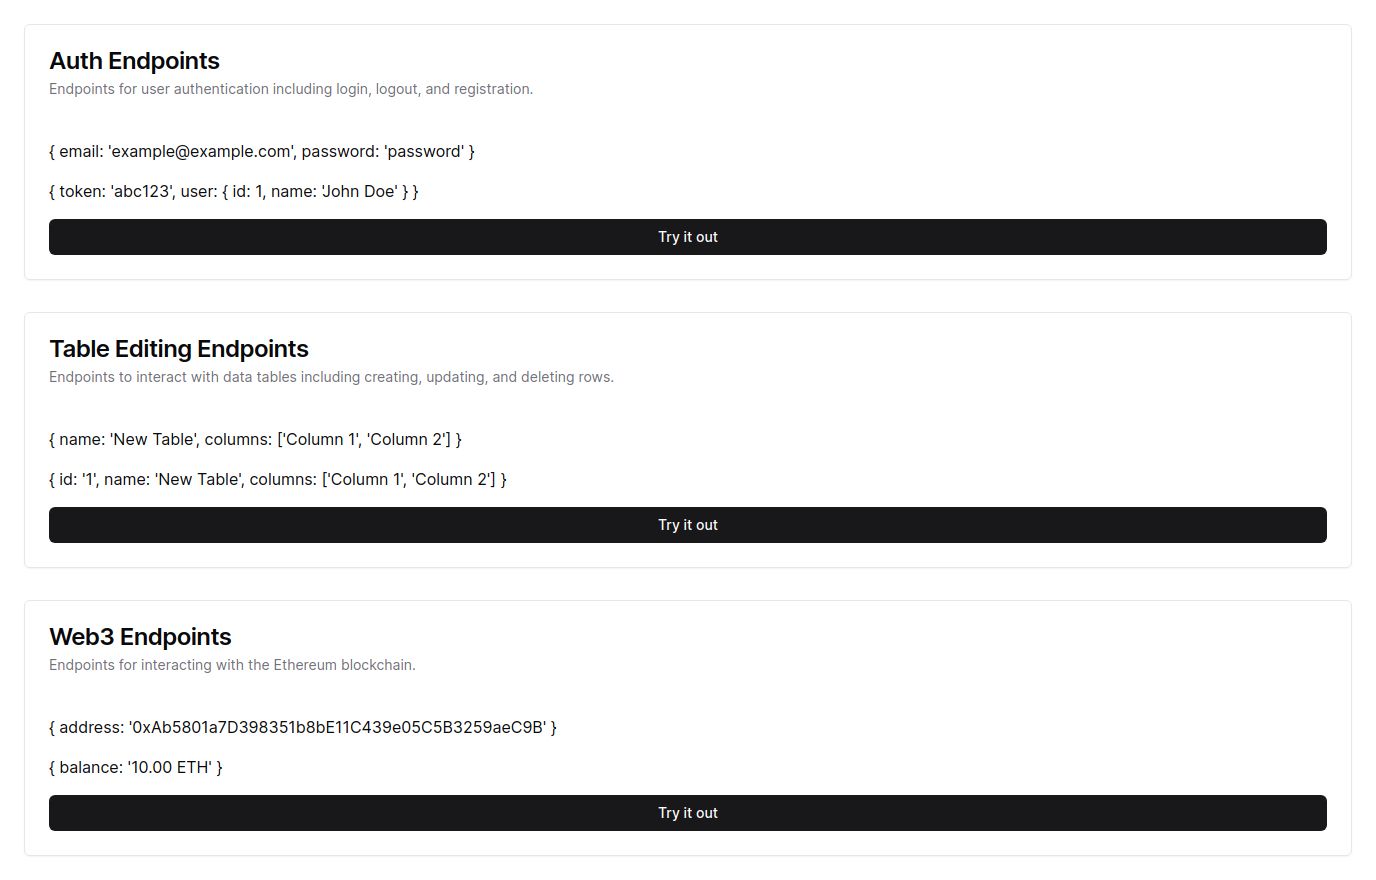 Auth Endpoints
Endpoints for user authentication including login, logout, and registration.
{ email: 'example@example.com', password: 'password' }
{ token: 'abc123', user: { id: 1, name: 'John Doe' } }
Try it out
Table Editing Endpoints
Endpoints to interact with data tables including creating, updating, and deleting rows.
{ name: 'New Table', columns: ['Column 1', 'Column 2'] }
{ id: '1', name: 'New Table', columns: ['Column 1', 'Column 2'] }
Try it out
Web3 Endpoints
Endpoints for interacting with the Ethereum blockchain.
{ address: '0xAb5801a7D398351b8bE11C439e05C5B3259aeC9B' }
{ balance: '10.00 ETH' }
Try it out